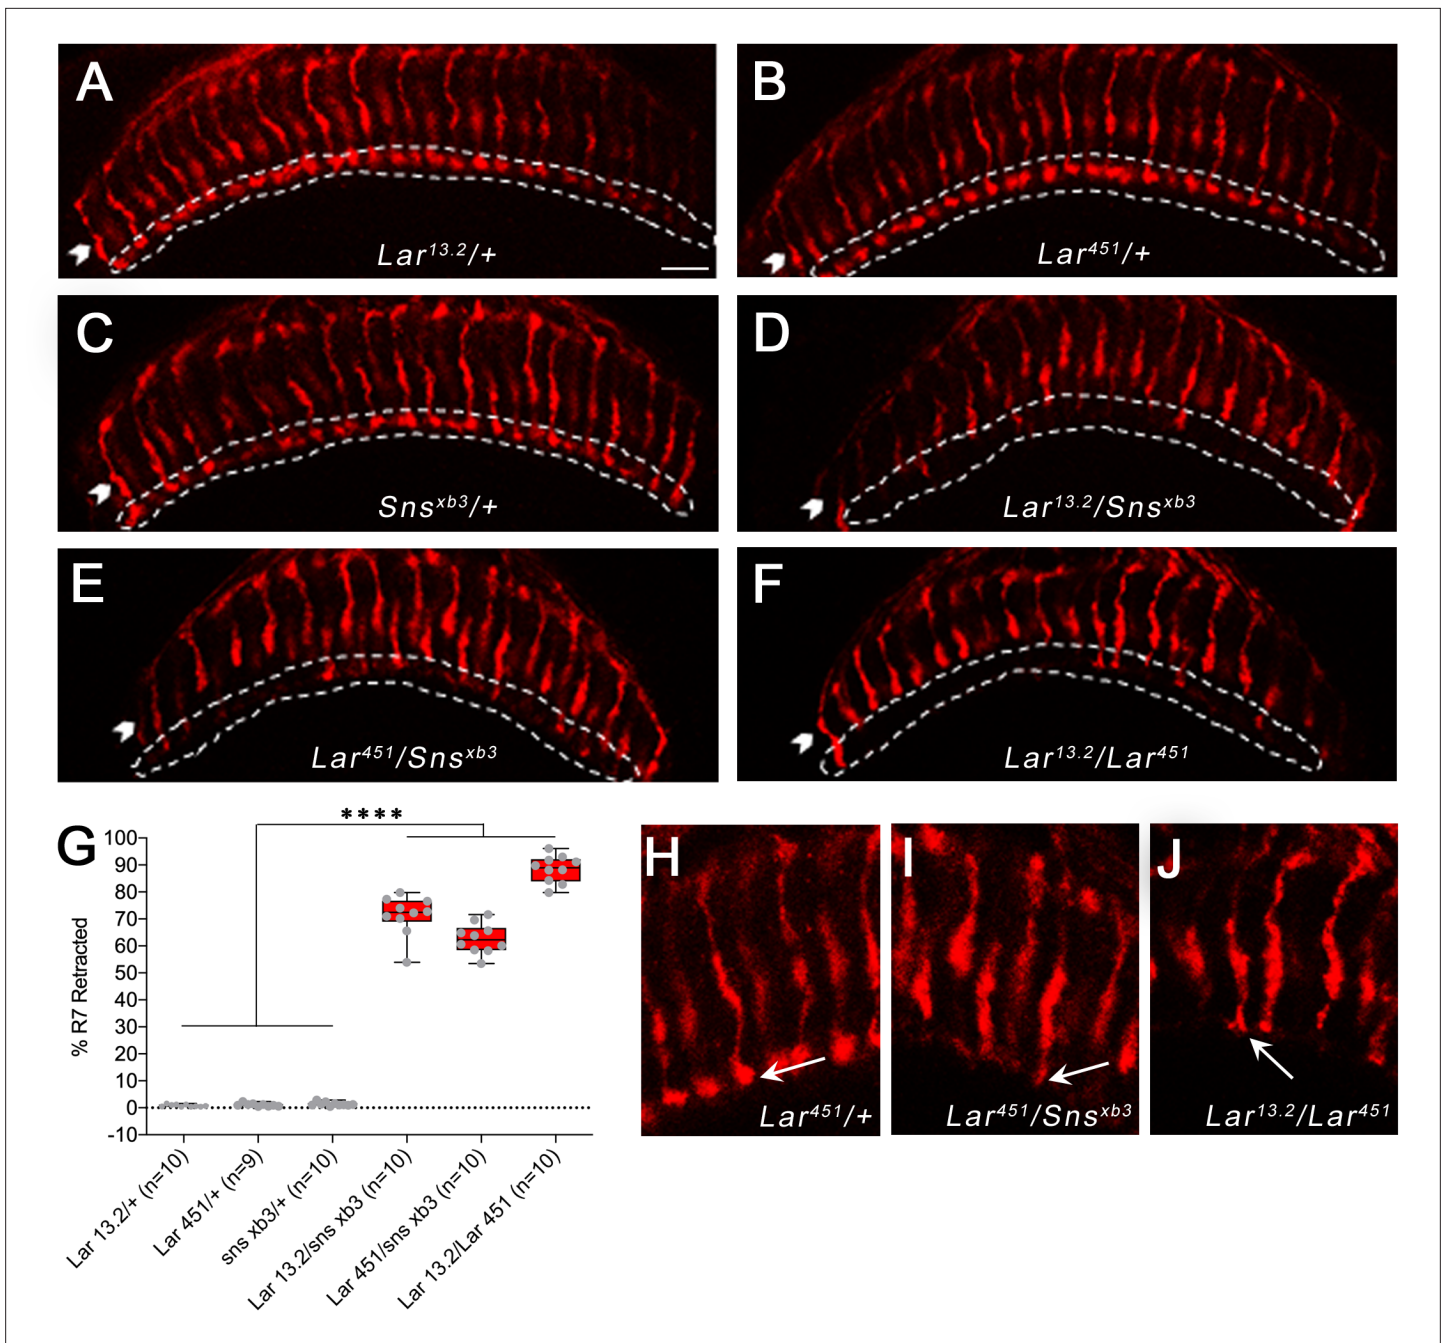 A
Lar13.2/+
B
Lar451/+
C
Snsxb3/+
D
Lar13.2/Snsxb3
E
Lar451/Snsxb3
F
Lar13.2/Lar451
G
****
% R7 Retracted
100
90
80
70
60
50
40
30
20
10
0
-10
Lar 13.2/+ (n=10)
Lar 451/+ (n=9)
sns xb3/+ (n=10)
Lar 13.2/sns xb3 (n=10)
Lar 451/sns xb3 (n=10)
Lar 13.2/Lar 451 (n=10)
H
Lar451/+
I
Lar451/Snsxb3
J
Lar13.2/Lar451